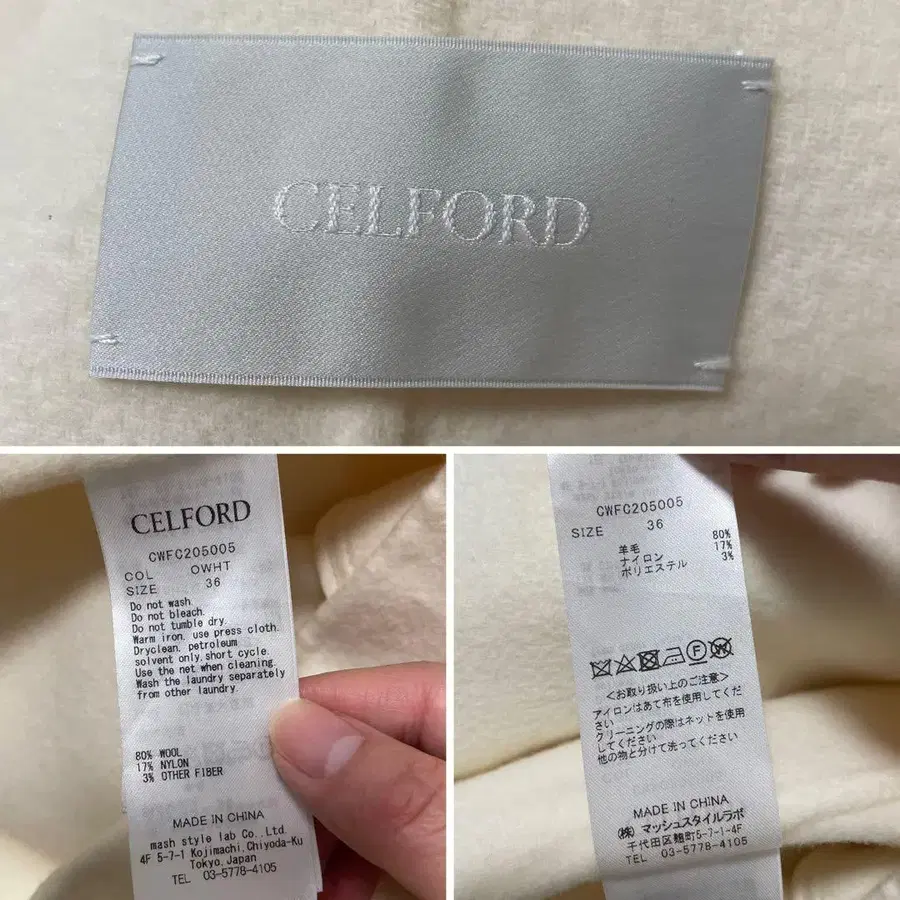 CELFORD
CELFORD
CWFC205005
COL OWHT
SIZE 36
Do not wash.
Do not bleach.
Do not tumble dry.
Warm iron, use press cloth.
Dryclean, petroleum
solvent only, short cycle.
Use the net when cleaning.
Wash the laundry separately
from other laundry.
80% WOOL
17% NYLON
3% OTHER FIBER
MADE IN CHINA
mash style lab Co.,Ltd.
4F 5-7-1 Kojimachi,Chiyoda-Ku
Tokyo,Japan
TEL 03-5778-4105
CWFC205005
SIZE 36
羊毛 80%
ナイロン 17%
ポリエステル 3%
<お取り扱い上のご注意>
アイロンはあて布を使用してくだ
さい
クリーニングの際はネットを使用
してください
他の物と分けて洗ってください
MADE IN CHINA
(株) マッシュスタイルラボ
千代田区麹町5-7-1-4F
TEL 03-5778-4105